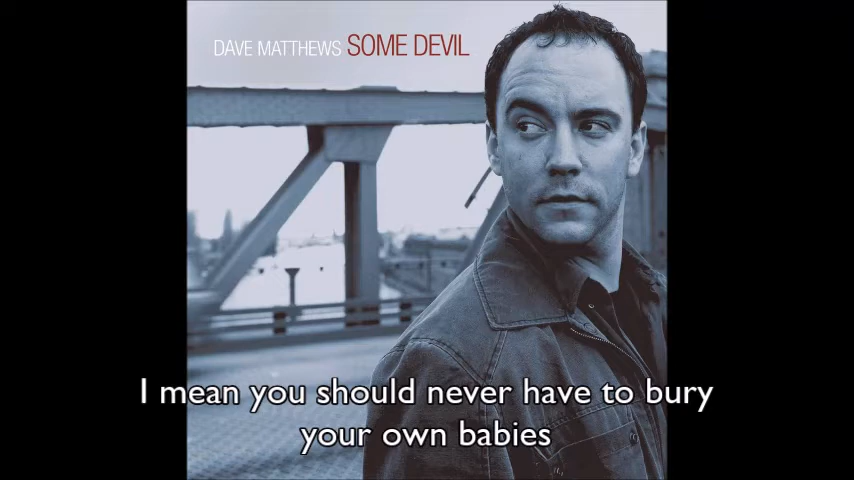 DAVE MATTHEWS SOME DEVIL
I mean you should never have to bury
your own babies